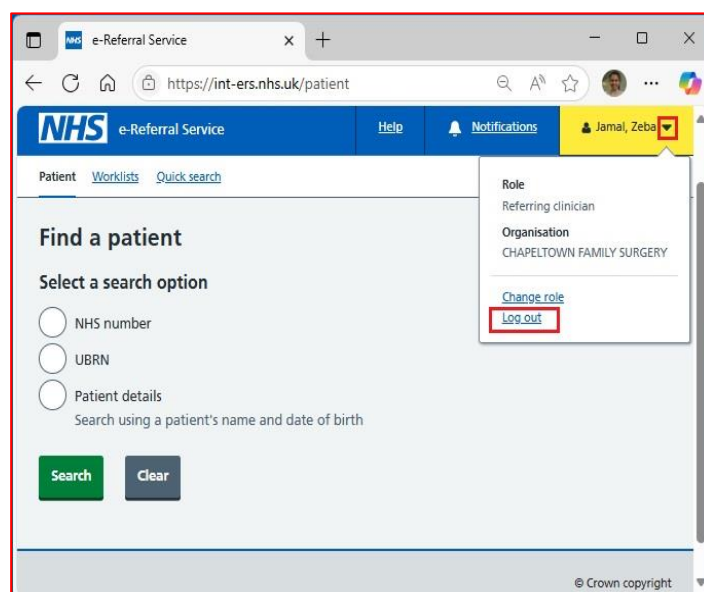 NHS e-Referral Service
https://int-ers.nhs.uk/patient
NHS e-Referral Service Help Notifications Jamal, Zeba
Patient Worklists Quick search
Role
Referring clinician
Organisation
CHAPELTOWN FAMILY SURGERY
Change role
Log out
Find a patient
Select a search option
NHS number
UBRN
Patient details
Search using a patient's name and date of birth
Search Clear
© Crown copyright